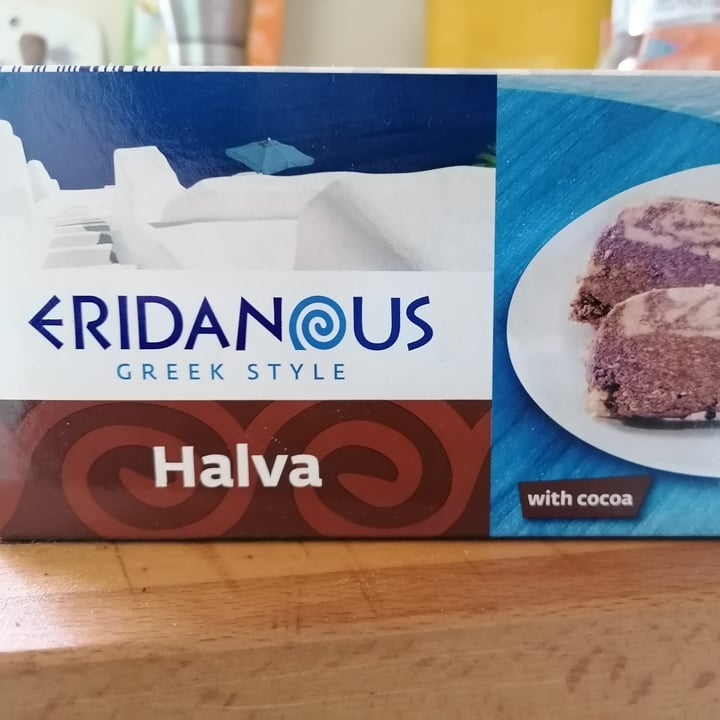 ERIDANOUS
GREEK STYLE
Halva
with cocoa